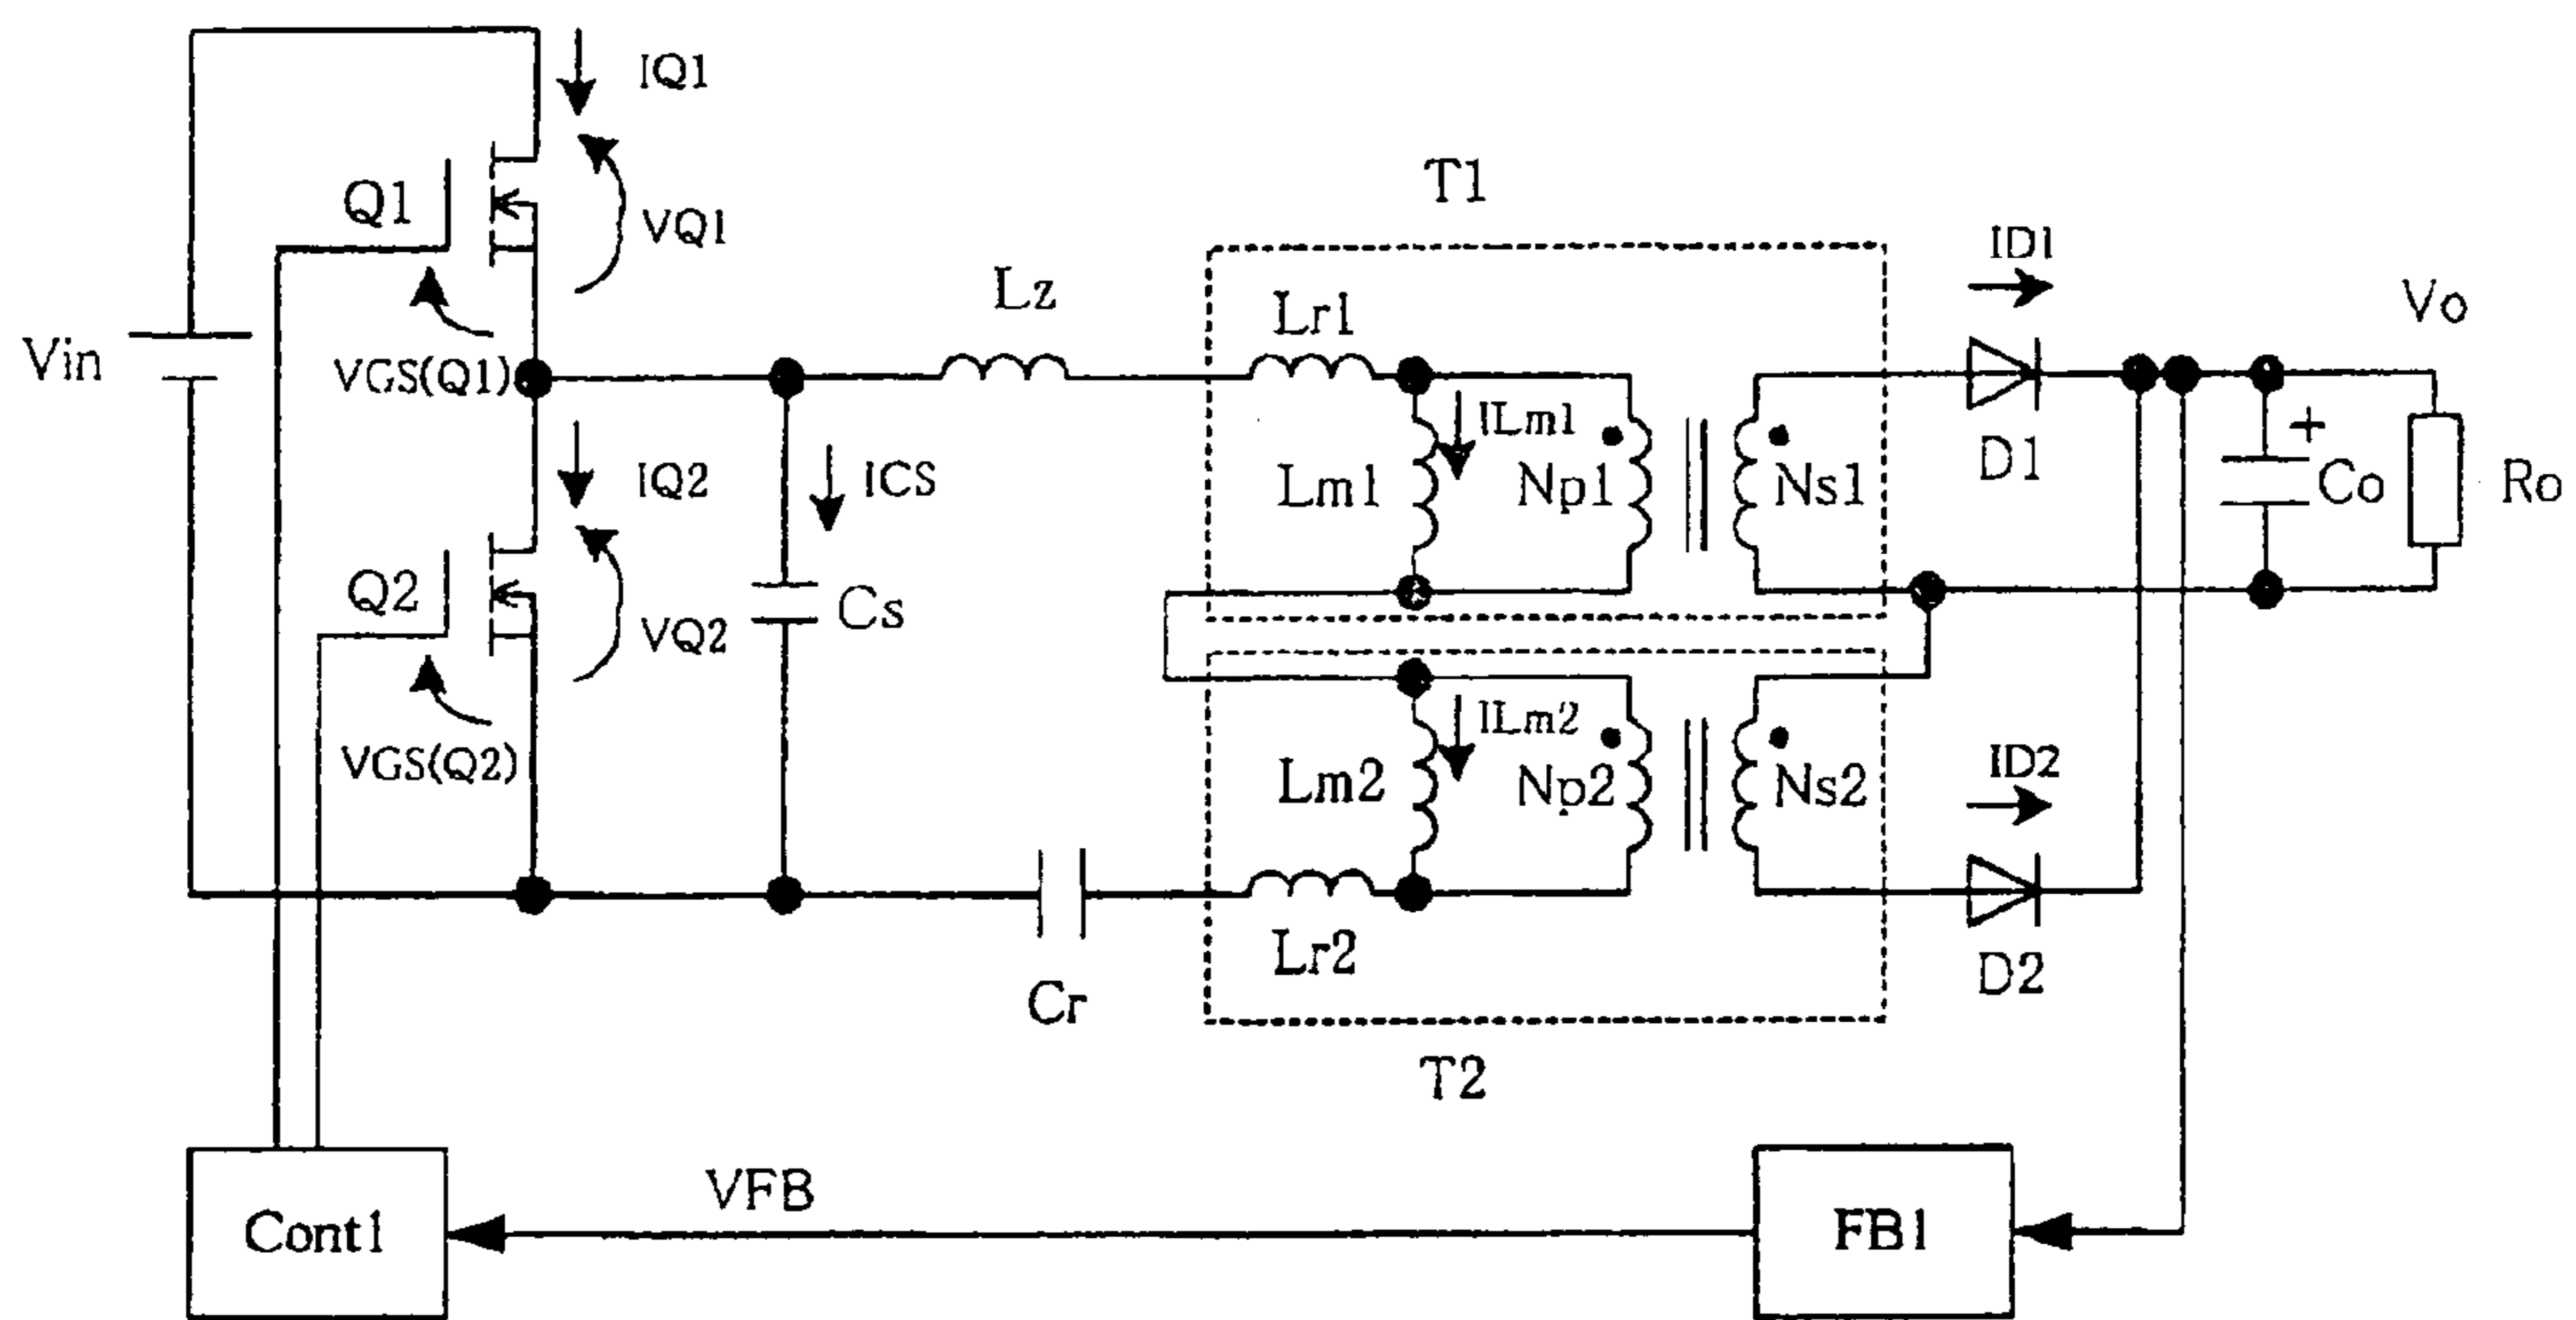 IQ1
T1
Q1
VQ1
ID1
Lz
Lr1
Vo
Vin
VGS(Q1)
ILm1
IQ2
ICS
Lm1
Np1
Ns1
D1
+
Co
Ro
Q2
Cs
VQ2
ILm2
VGS(Q2)
Lm2
Np2
Ns2
ID2
Lr2
D2
Cr
T2
VFB
Cont1
FB1